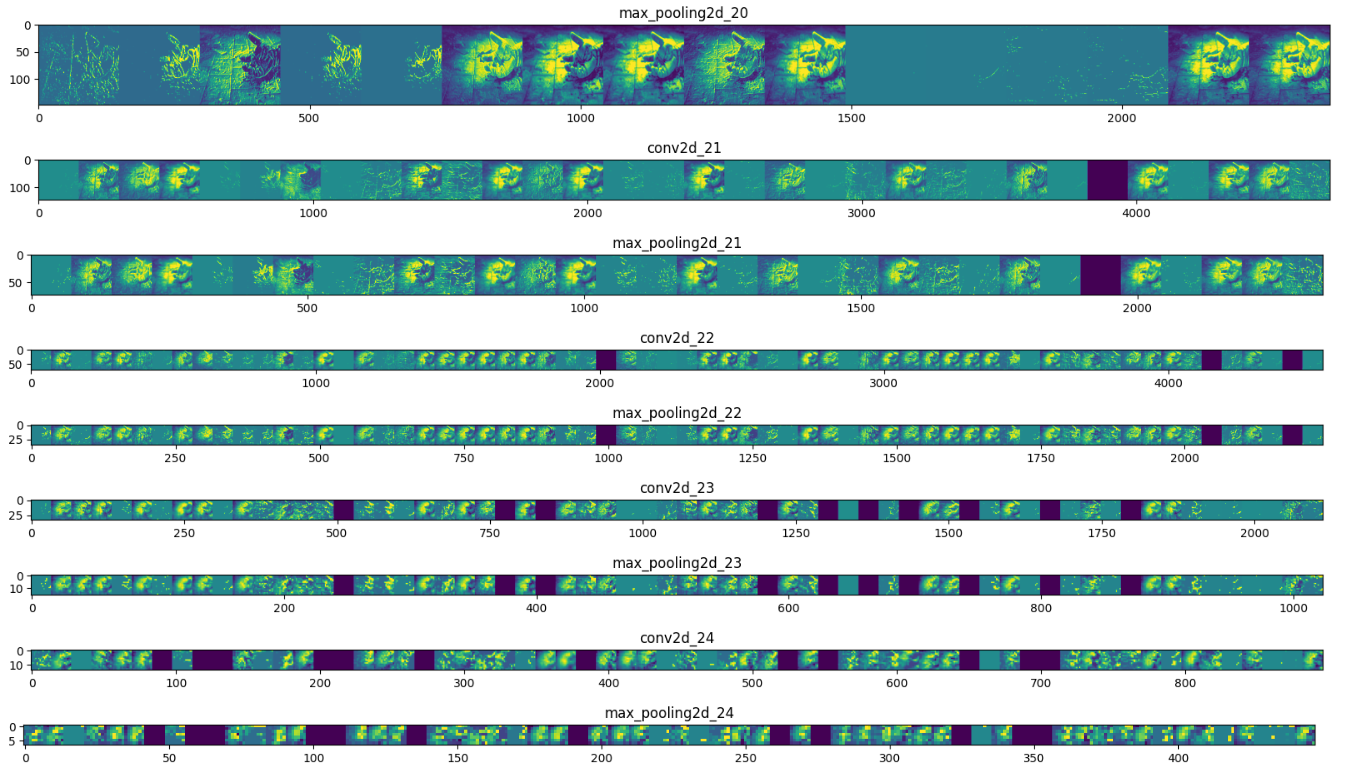 max_pooling2d_20
0
50
100
0 500 1000 1500 2000
conv2d_21
0
100
0 1000 2000 3000 4000
max_pooling2d_21
0
50
0 500 1000 1500 2000
conv2d_22
0
50
0 1000 2000 3000 4000
max_pooling2d_22
0
25
0 250 500 750 1000 1250 1500 1750 2000
conv2d_23
0
25
0 250 500 750 1000 1250 1500 1750 2000
max_pooling2d_23
0
10
0 200 400 600 800 1000
conv2d_24
0
10
0 100 200 300 400 500 600 700 800
max_pooling2d_24
0
5
0 50 100 150 200 250 300 350 400